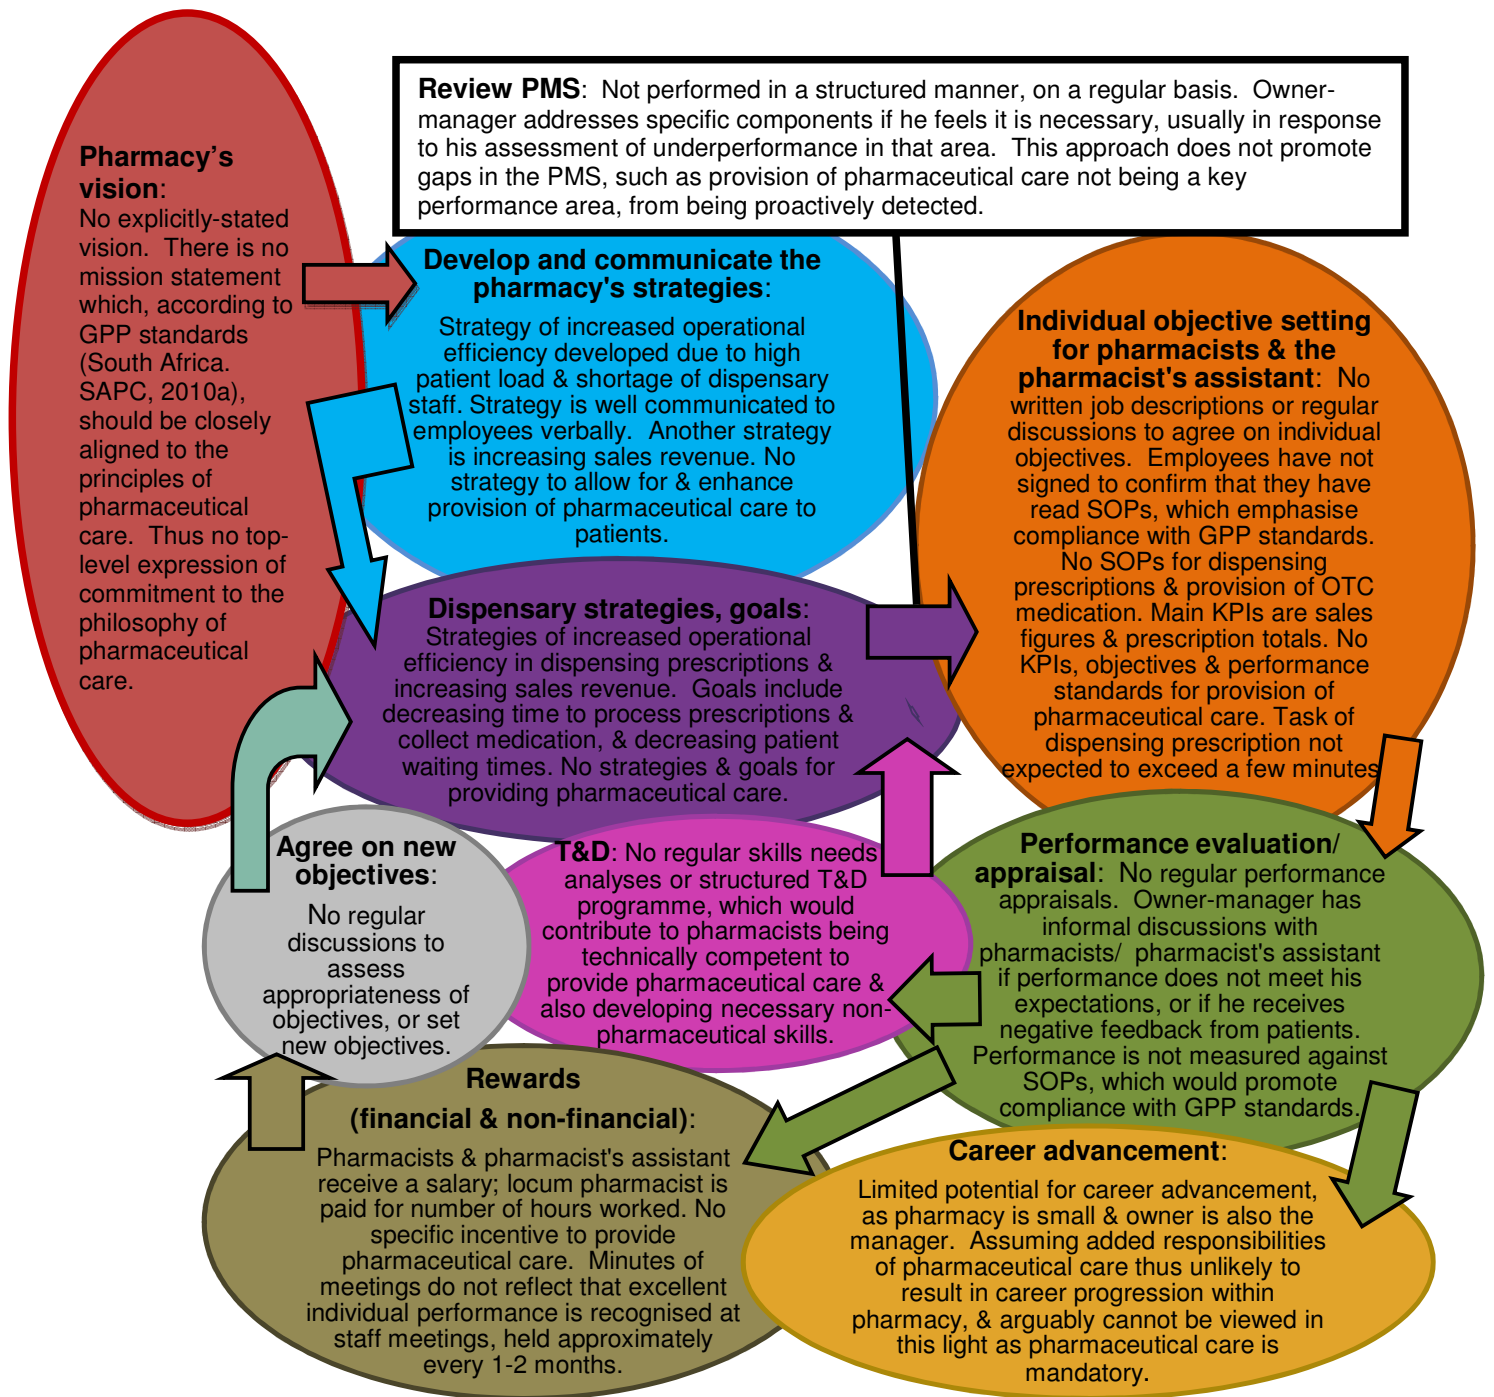 Review PMS: Not performed in a structured manner, on a regular basis. Owner-
manager addresses specific components if he feels it is necessary, usually in response
to his assessment of underperformance in that area. This approach does not promote
gaps in the PMS, such as provision of pharmaceutical care not being a key
performance area, from being proactively detected.
Pharmacy's
vision:
No explicitly-stated
vision. There is no
mission statement
which, according to
GPP standards
(South Africa.
SAPC, 2010a),
should be closely
aligned to the
principles of
pharmaceutical
care. Thus no top-
level expression of
commitment to the
philosophy of
pharmaceutical
care.
Develop and communicate the
pharmacy's strategies:
Strategy of increased operational
efficiency developed due to high
patient load & shortage of dispensary
staff. Strategy is well communicated to
employees verbally. Another strategy
is increasing sales revenue. No
strategy to allow for & enhance
provision of pharmaceutical care to
patients.
Dispensary strategies, goals:
Strategies of increased operational
efficiency in dispensing prescriptions &
increasing sales revenue. Goals include
decreasing time to process prescriptions &
collect medication, & decreasing patient
waiting times. No strategies & goals for
providing pharmaceutical care.
Individual objective setting
for pharmacists & the
pharmacist's assistant: No
written job descriptions or regular
discussions to agree on individual
objectives. Employees have not
signed to confirm that they have
read SOPs, which emphasise
compliance with GPP standards.
No SOPs for dispensing
prescriptions & provision of OTC
medication. Main KPIs are sales
figures & prescription totals. No
KPIs, objectives & performance
standards for provision of
pharmaceutical care. Task of
dispensing prescription not
expected to exceed a few minutes
Performance evaluation/
appraisal: No regular performance
appraisals. Owner-manager has
informal discussions with
pharmacists/ pharmacist's assistant
if performance does not meet his
expectations, or if he receives
negative feedback from patients.
Performance is not measured against
SOPs, which would promote
compliance with GPP standards.
T&D: No regular skills needs
analyses or structured T&D
programme, which would
contribute to pharmacists being
technically competent to
provide pharmaceutical care &
also developing necessary non-
pharmaceutical skills.
Agree on new
objectives:
No regular
discussions to
assess
appropriateness of
objectives, or set
new objectives.
Rewards
(financial & non-financial):
Pharmacists & pharmacist's assistant
receive a salary; locum pharmacist is
paid for number of hours worked. No
specific incentive to provide
pharmaceutical care. Minutes of
meetings do not reflect that excellent
individual performance is recognised at
staff meetings, held approximately
every 1-2 months.
Career advancement:
Limited potential for career advancement,
as pharmacy is small & owner is also the
manager. Assuming added responsibilities
of pharmaceutical care thus unlikely to
result in career progression within
pharmacy, & arguably cannot be viewed in
this light as pharmaceutical care is
mandatory.